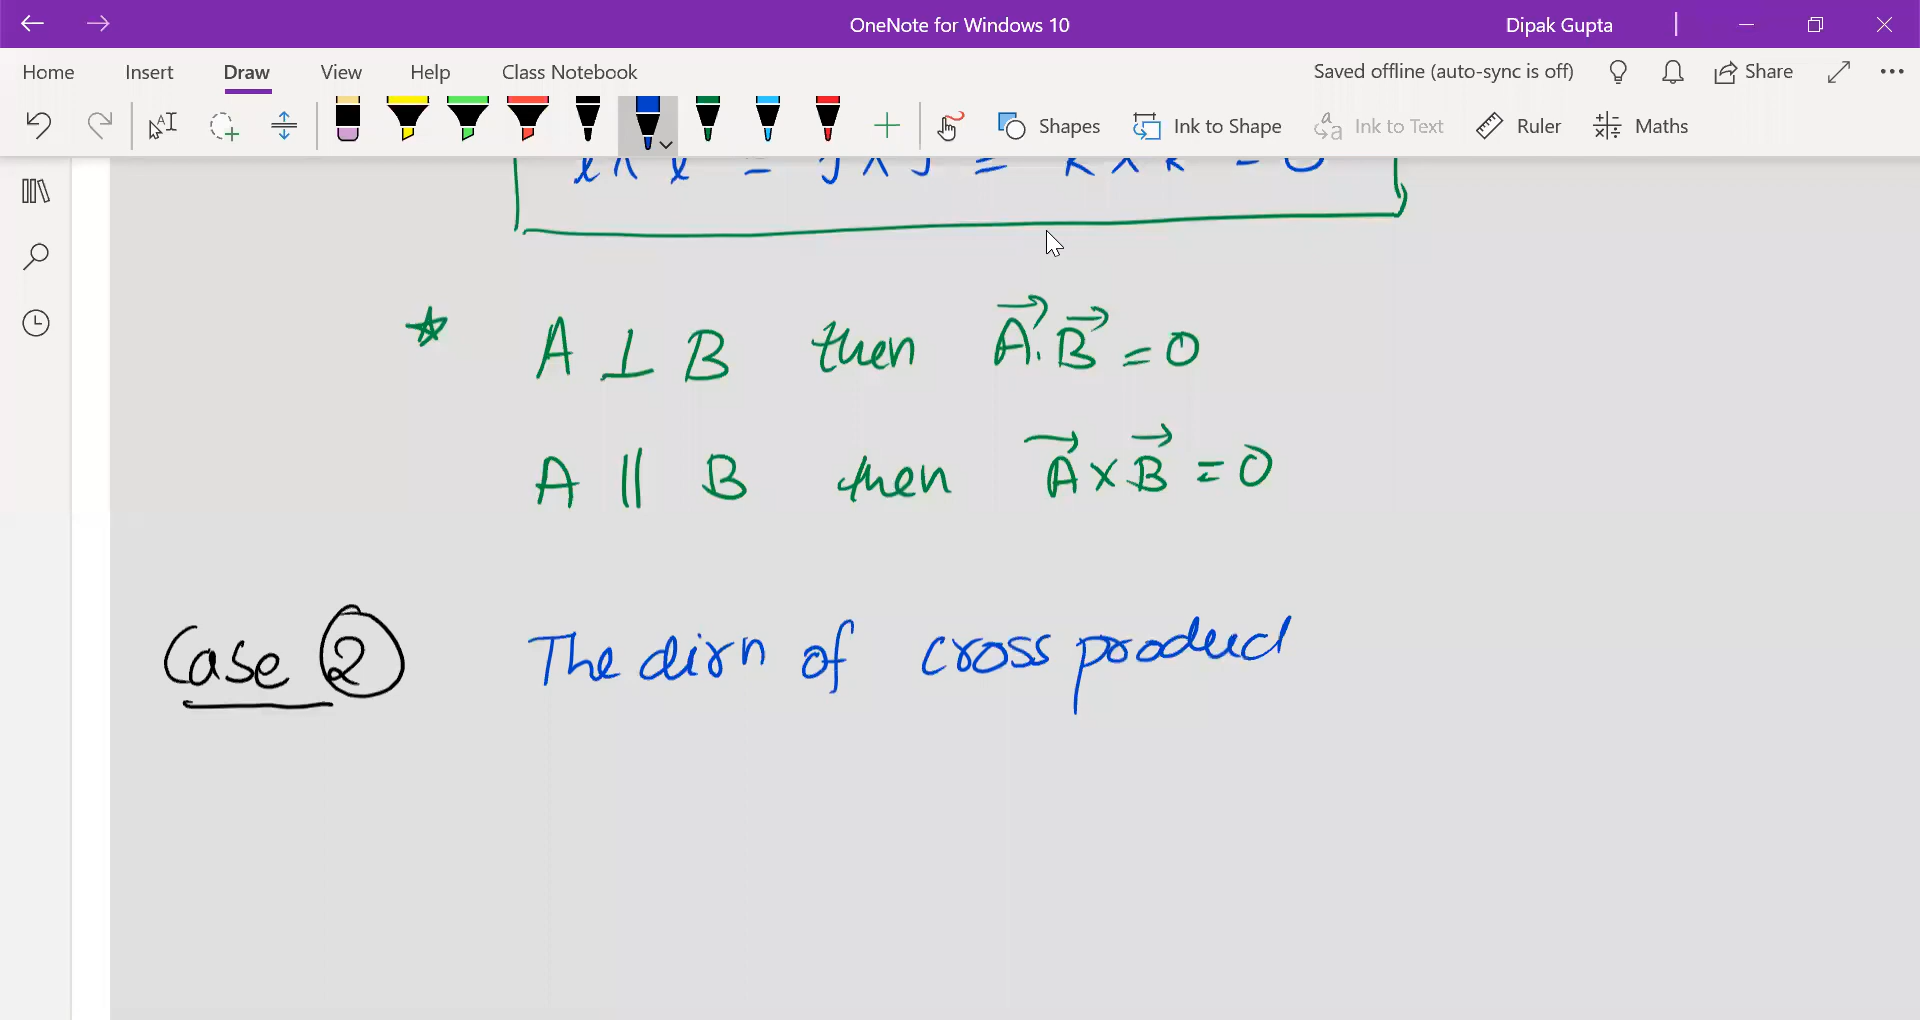 OneNote for Windows 10
Dipak Gupta
Home Insert Draw View Help Class Notebook
Saved offline (auto-sync is off) Share
Shapes Ink to Shape Ink to Text Ruler Maths
= j × j = k × k = 0
A ⊥ B then A⃗.B⃗ = 0
A || B then A⃗ × B⃗ = 0
Case 2 The dirn of cross product